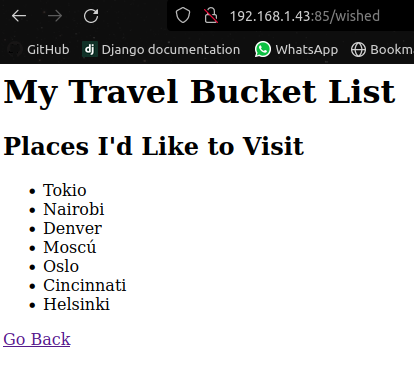 192.168.1.43:85/wished
GitHub dj Django documentation WhatsApp Bookm
My Travel Bucket List
Places I'd Like to Visit
Tokio
Nairobi
Denver
Moscú
Oslo
Cincinnati
Helsinki
Go Back